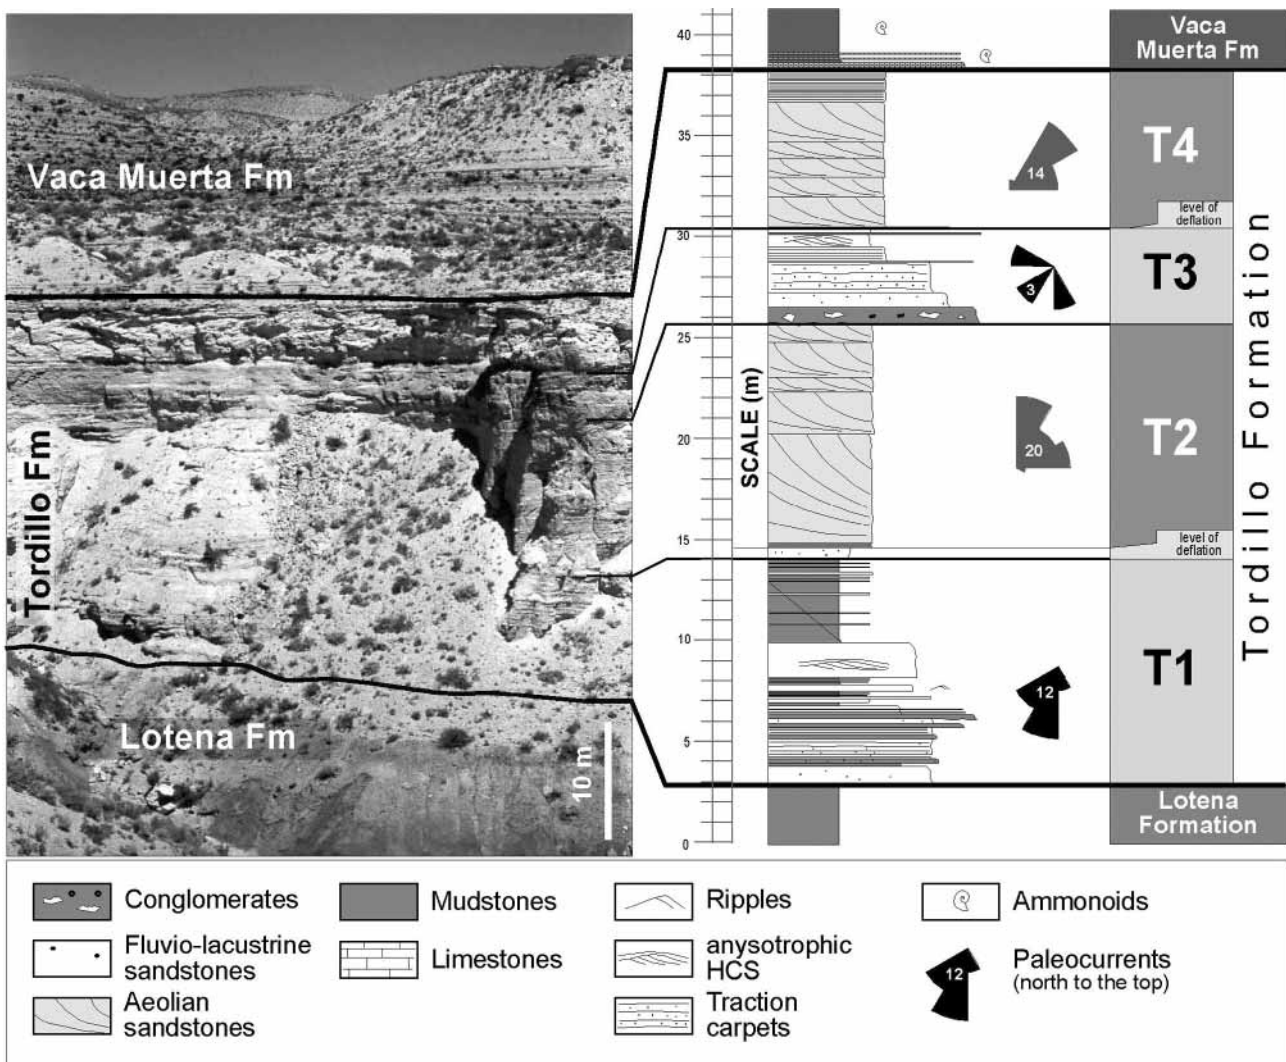 Vaca Muerta Fm
Tordillo Fm
Lotena Fm
10 m
40
35
30
25
20
15
10
5
0
SCALE (m)
14
3
20
12
Vaca
Muerta Fm
T4
level of
deflation
T3
T2
level of
deflation
T1
Lotena
Formation
Tordillo Formation
Conglomerates
Fluvio-lacustrine
sandstones
Aeolian
sandstones
Mudstones
Limestones
Ripples
anysotrophic
HCS
Traction
carpets
Ammonoids
12
Paleocurrents
(north to the top)